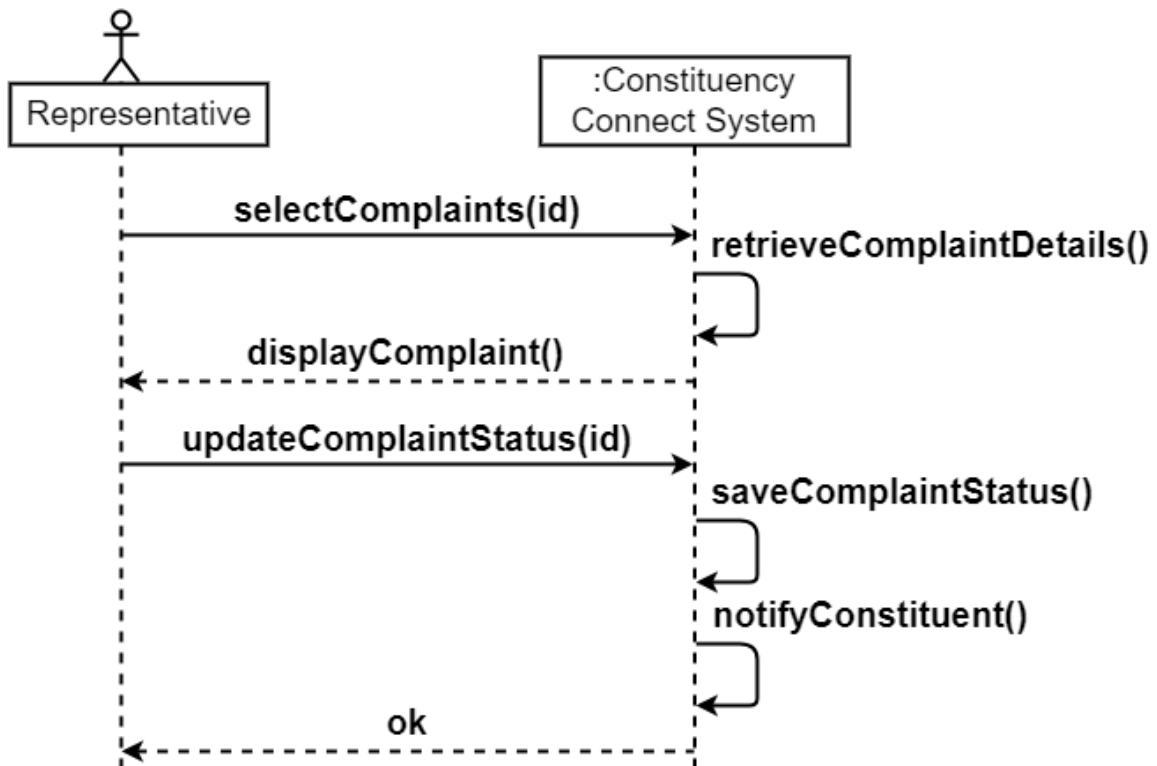 Representative
:Constituency
Connect System
selectComplaints(id)
retrieveComplaintDetails()
displayComplaint()
updateComplaintStatus(id)
saveComplaintStatus()
notifyConstituent()
ok